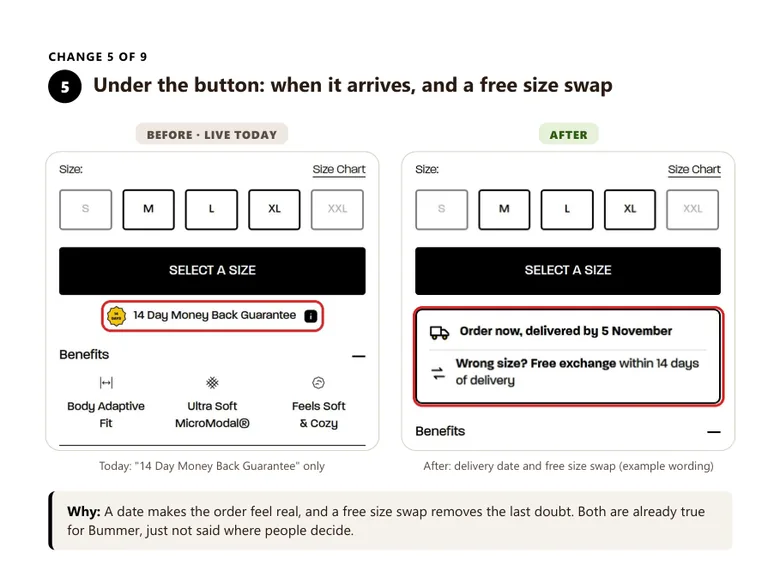 CHANGE 5 OF 9
5 Under the button: when it arrives, and a free size swap
BEFORE · LIVE TODAY
Size: Size Chart
S M L XL XXL
SELECT A SIZE
14 DAYS 14 Day Money Back Guarantee i
Benefits
Body Adaptive
Fit
Ultra Soft
MicroModal®
Feels Soft
& Cozy
Today: "14 Day Money Back Guarantee" only
AFTER
Size: Size Chart
S M L XL XXL
SELECT A SIZE
Order now, delivered by 5 November
Wrong size? Free exchange within 14 days
of delivery
Benefits
After: delivery date and free size swap (example wording)
Why: A date makes the order feel real, and a free size swap removes the last doubt. Both are already true
for Bummer, just not said where people decide.